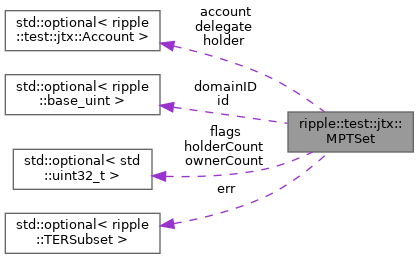 std::optional< ripple
::test::jtx::Account >
account
delegate
holder
std::optional< ripple
::base_uint >
domainID
id
ripple::test::jtx::
MPTSet
flags
holderCount
ownerCount
std::optional< std
::uint32_t >
err
std::optional< ripple
::TERSubset >